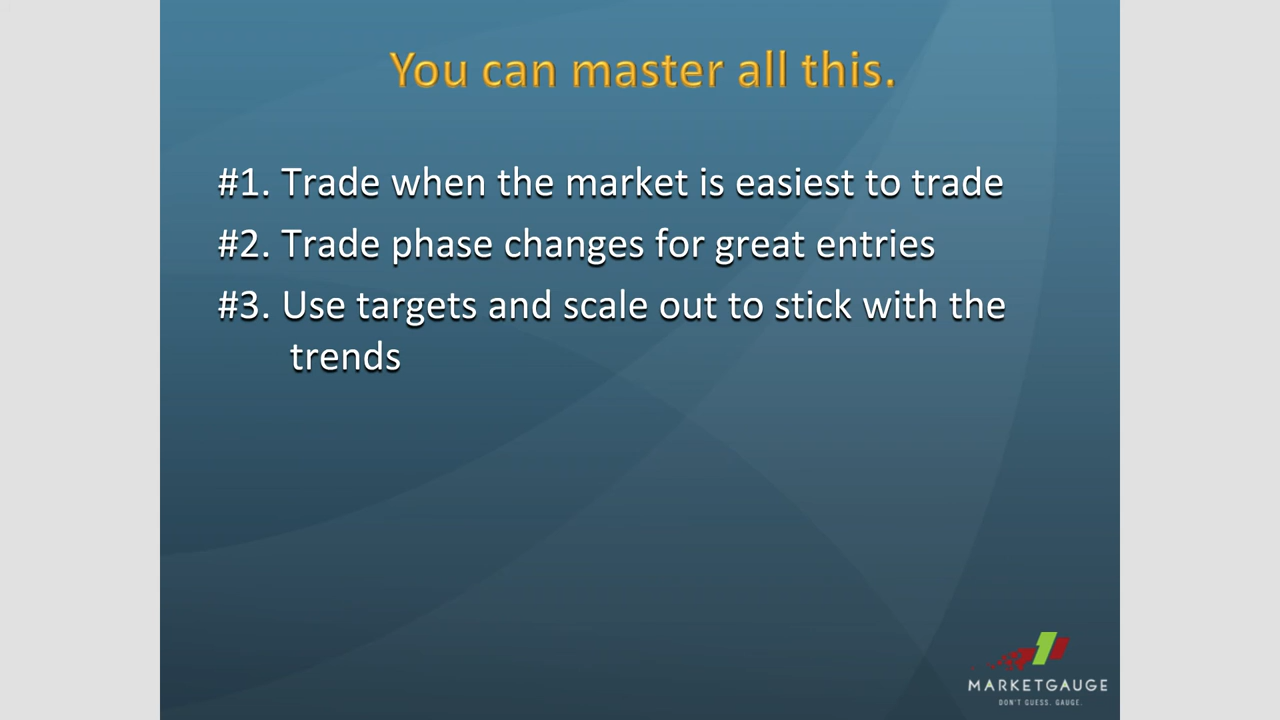 You can master all this.
#1. Trade when the market is easiest to trade
#2. Trade phase changes for great entries
#3. Use targets and scale out to stick with the
trends
MARKETGAUGE
DON'T GUESS. GAUGE.